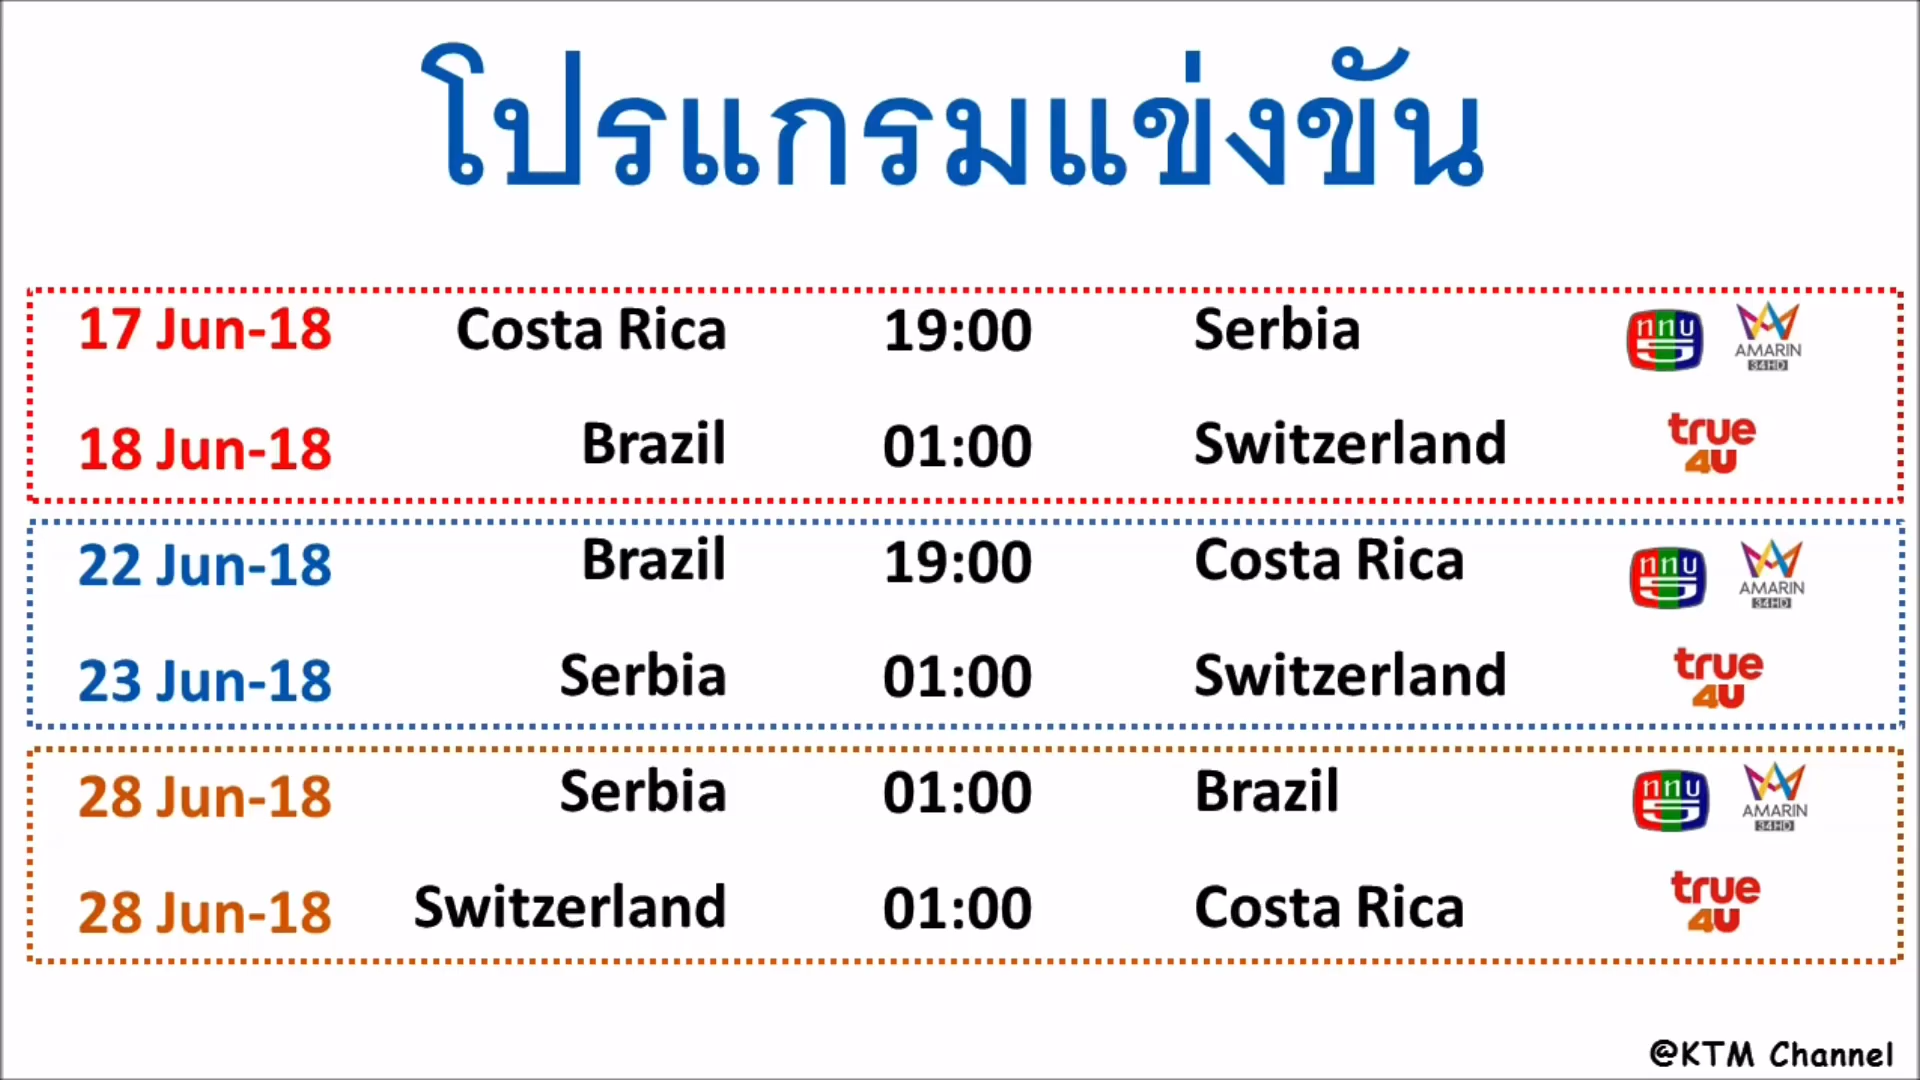 โปรแกรมแข่งขัน
17 Jun-18 Costa Rica 19:00 Serbia ททบ 5 AMARIN 34HD
18 Jun-18 Brazil 01:00 Switzerland true 4U
22 Jun-18 Brazil 19:00 Costa Rica ททบ 5 AMARIN 34HD
23 Jun-18 Serbia 01:00 Switzerland true 4U
28 Jun-18 Serbia 01:00 Brazil ททบ 5 AMARIN 34HD
28 Jun-18 Switzerland 01:00 Costa Rica true 4U
@KTM Channel